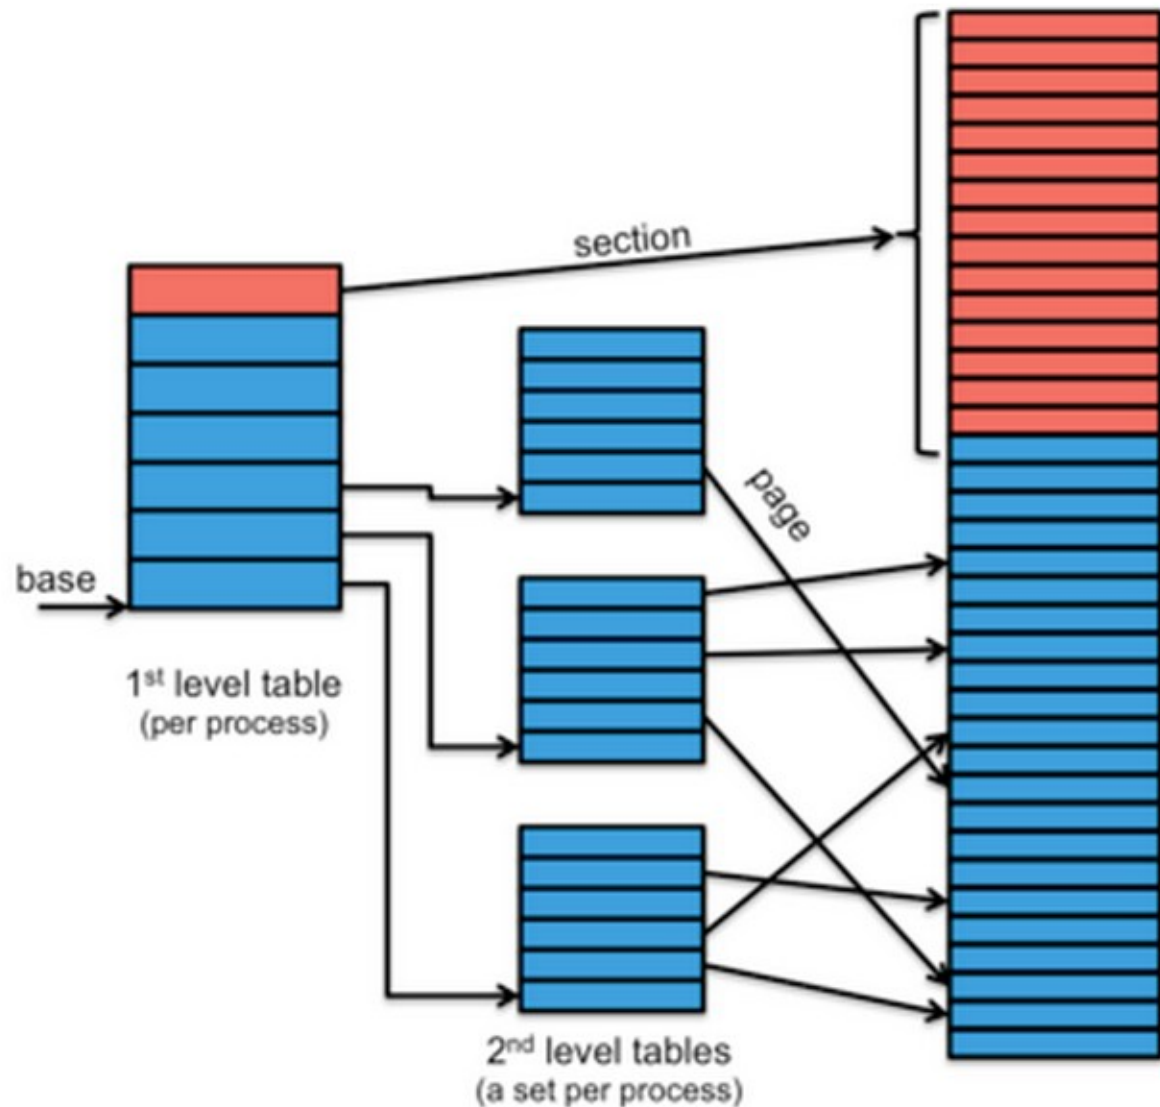 section
page
base
1st level table
(per process)
2nd level tables
(a set per process)